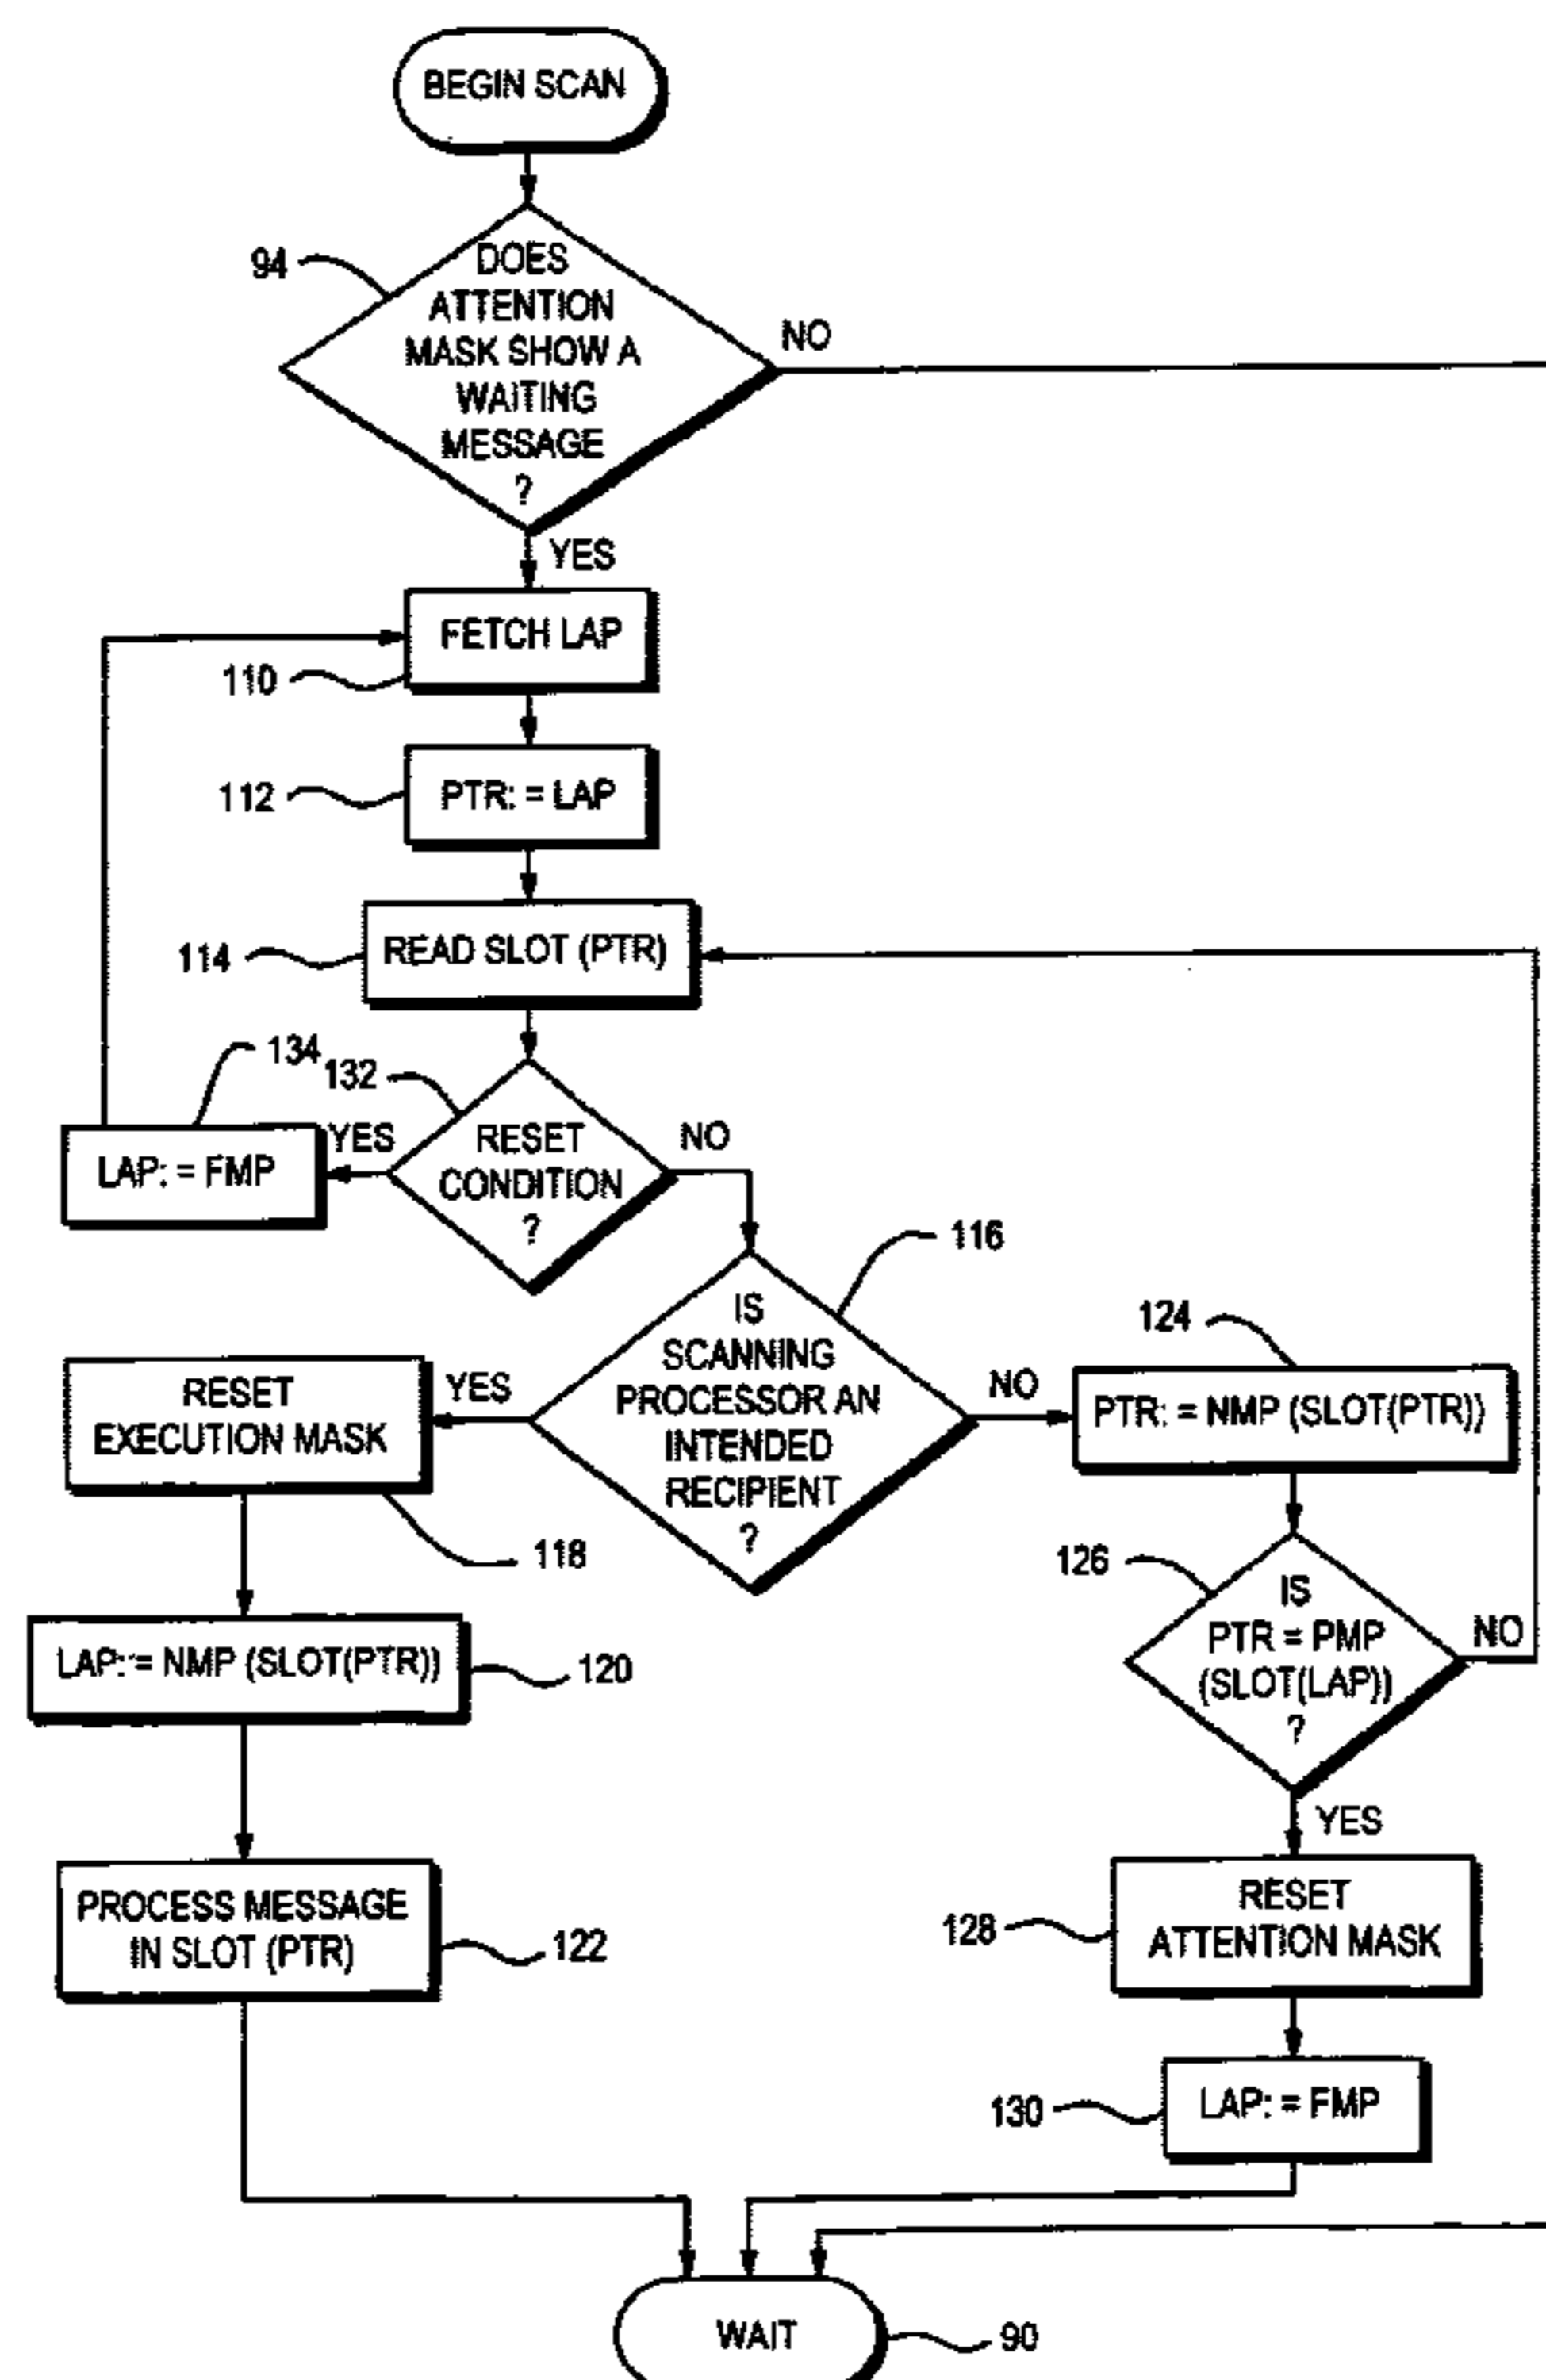 BEGIN SCAN
94
DOES
ATTENTION
MASK SHOW A
WAITING
MESSAGE
?
NO
YES
FETCH LAP
110
PTR: = LAP
112
READ SLOT (PTR)
114
134
132
RESET
CONDITION
?
YES
NO
LAP: = FMP
116
IS
SCANNING
PROCESSOR AN
INTENDED
RECIPIENT
?
YES
NO
RESET
EXECUTION MASK
118
124
PTR: = NMP (SLOT(PTR))
126
IS
PTR = PMP
(SLOT(LAP))
?
NO
YES
LAP: = NMP (SLOT(PTR))
120
PROCESS MESSAGE
IN SLOT (PTR)
122
RESET
ATTENTION MASK
128
LAP: = FMP
130
WAIT
90